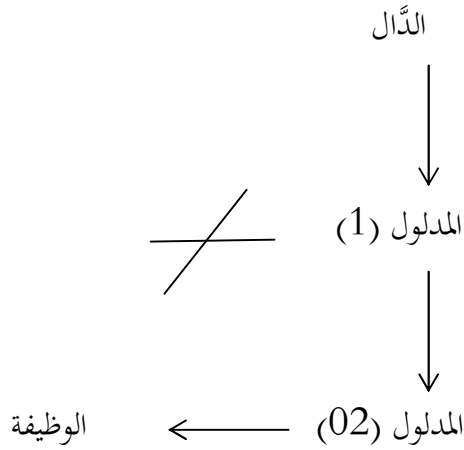 الدَّال
المدلول (1)
المدلول (02) الوظيفة